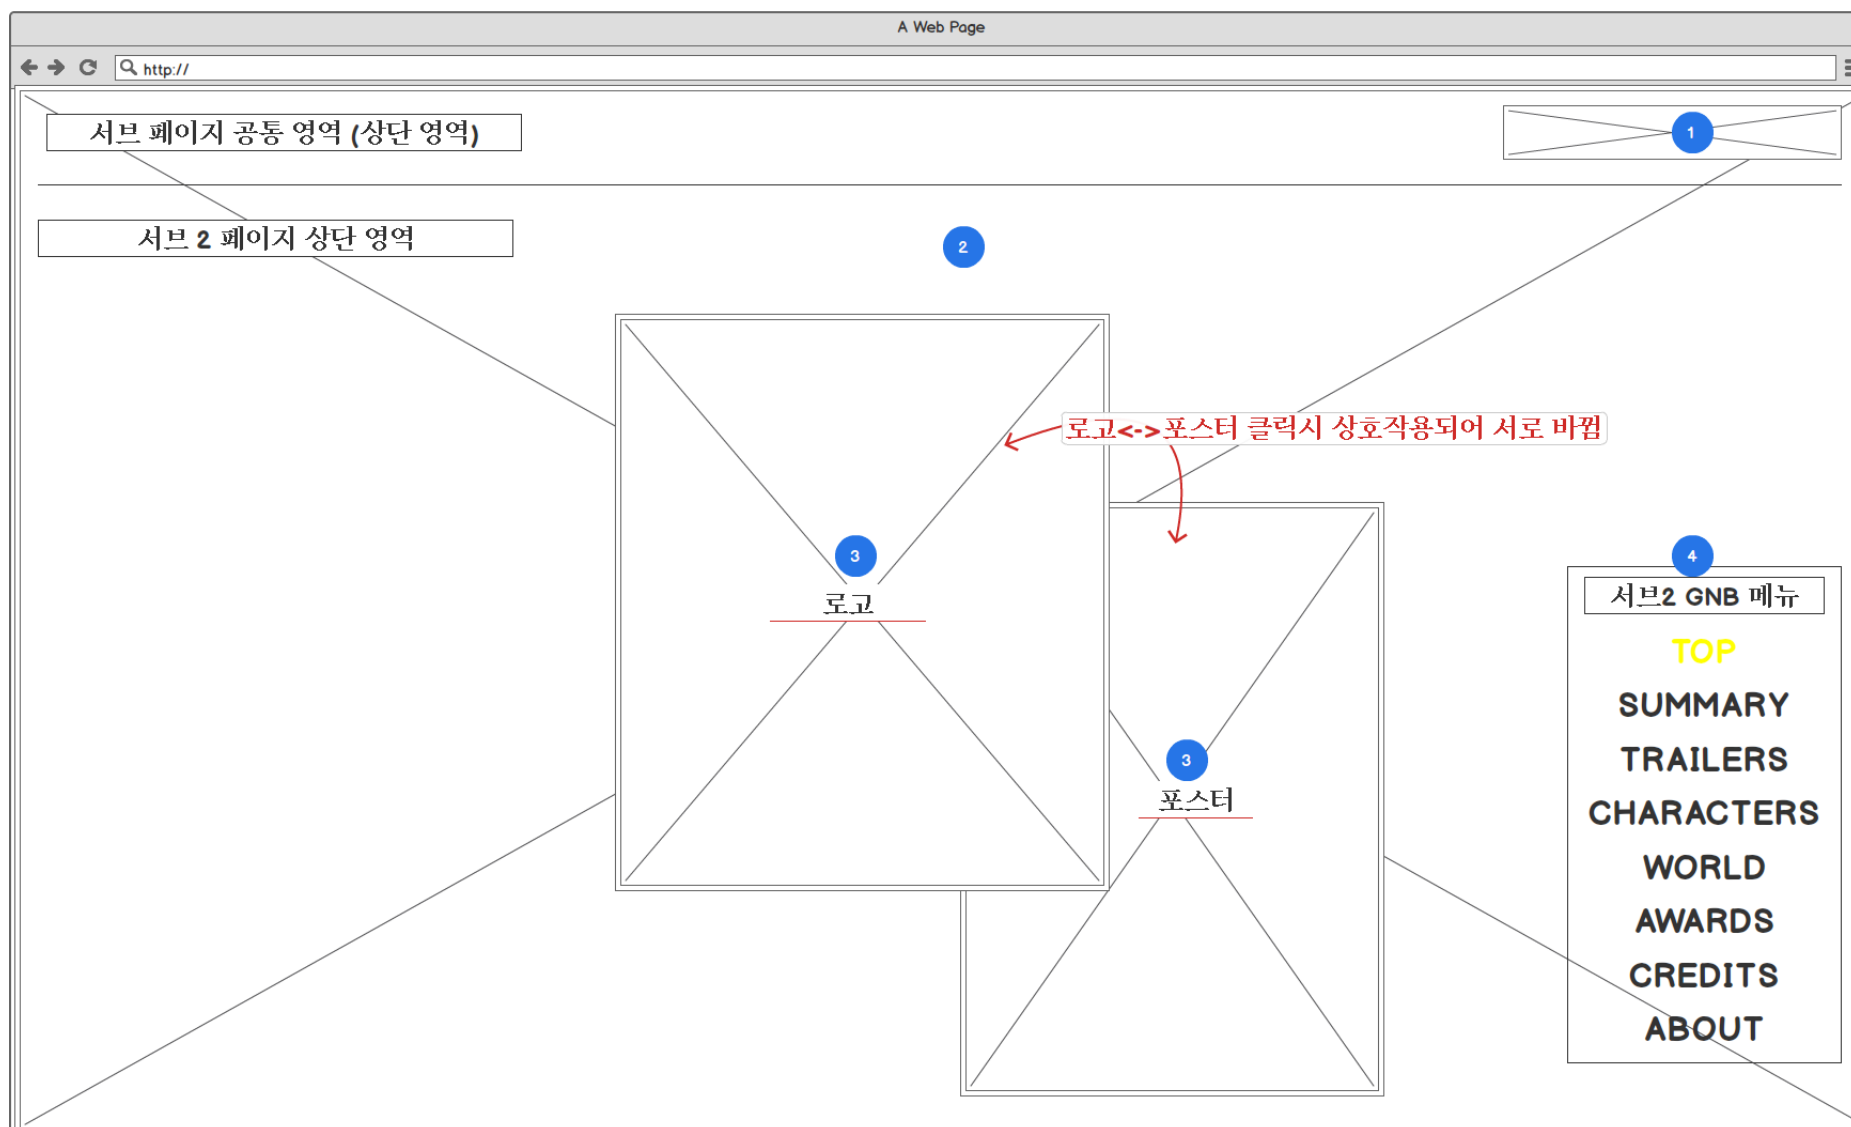 A Web Page
http://
서브 페이지 공통 영역 (상단 영역)
1
서브 2 페이지 상단 영역
2
로고<->포스터 클릭시 상호작용되어 서로 바뀜
3
로고
3
포스터
4
서브2 GNB 메뉴
TOP
SUMMARY
TRAILERS
CHARACTERS
WORLD
AWARDS
CREDITS
ABOUT